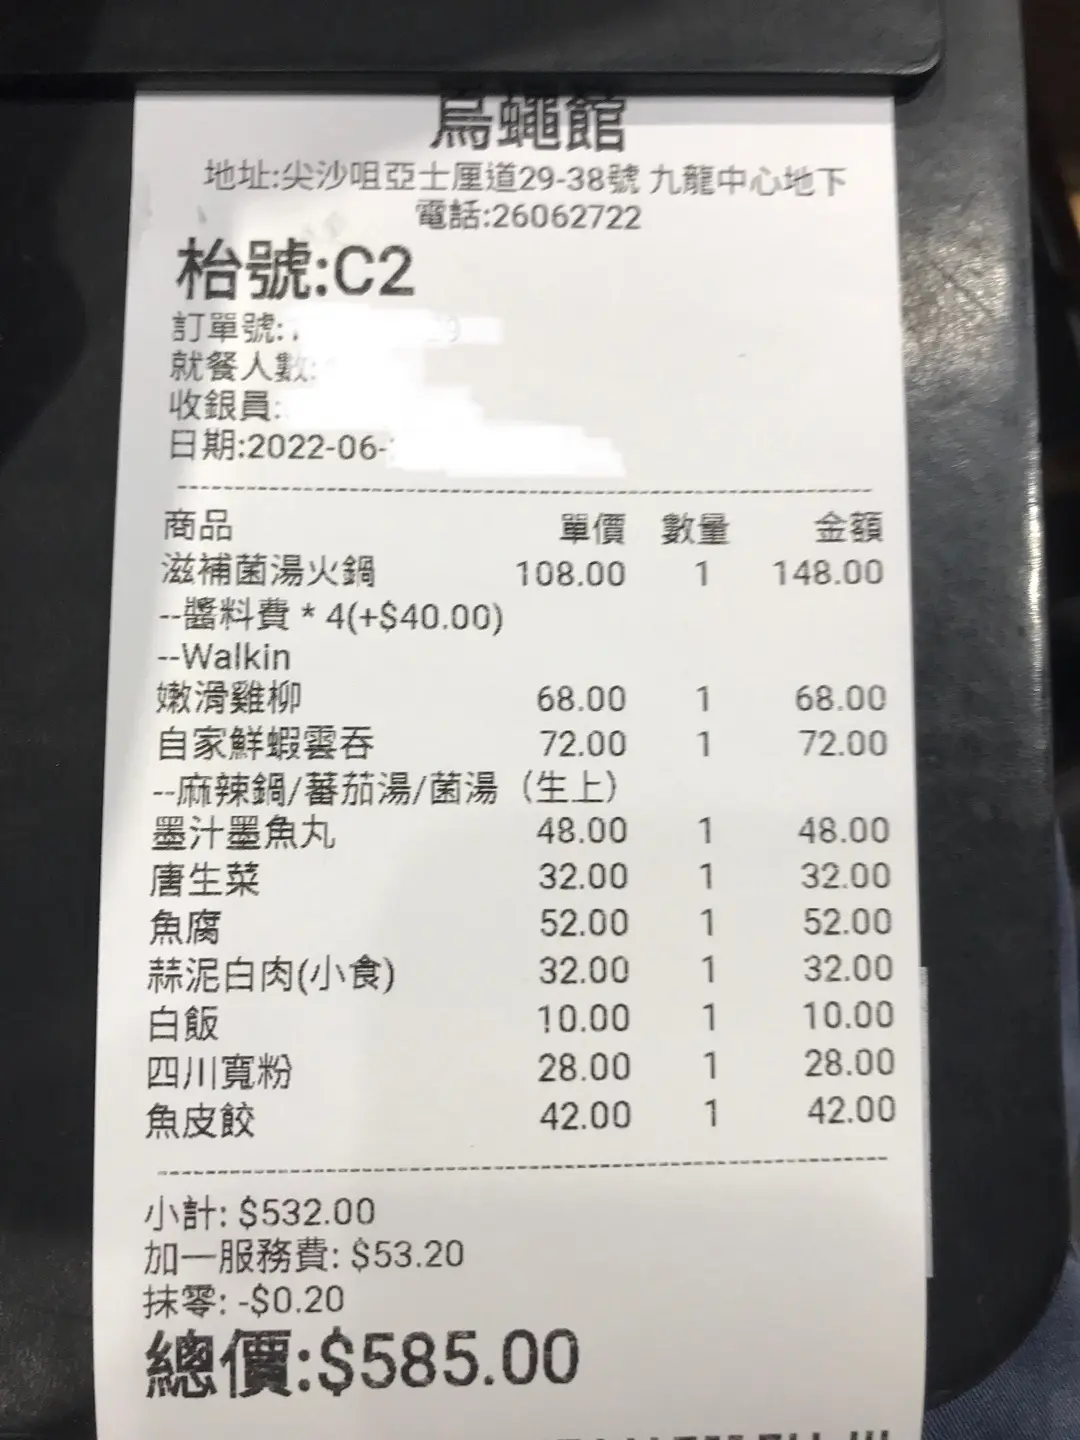 烏蠅館
地址:尖沙咀亞士厘道29-38號 九龍中心地下
電話:26062722
枱號:C2
訂單號:
就餐人數:
收銀員:
日期:2022-06-
商品 單價 數量 金額
滋補菌湯火鍋 108.00 1 148.00
--醬料費 * 4(+$40.00)
--Walkin
嫩滑雞柳 68.00 1 68.00
自家鮮蝦雲吞 72.00 1 72.00
--麻辣鍋/蕃茄湯/菌湯（生上）
墨汁墨魚丸 48.00 1 48.00
唐生菜 32.00 1 32.00
魚腐 52.00 1 52.00
蒜泥白肉(小食) 32.00 1 32.00
白飯 10.00 1 10.00
四川寬粉 28.00 1 28.00
魚皮餃 42.00 1 42.00
小計: $532.00
加一服務費: $53.20
抹零: -$0.20
總價:$585.00